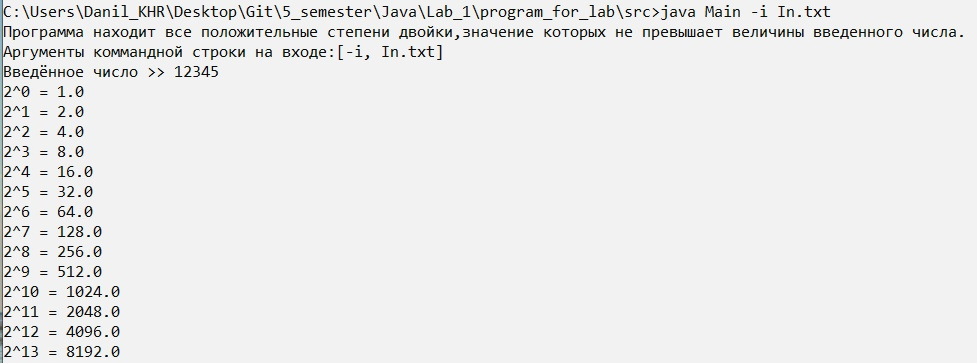 C:\Users\Danil_KHR\Desktop\Git\5_semester\Java\Lab_1\program_for_lab\src>java Main -i In.txt
Программа находит все положительные степени двойки,значение которых не превышает величины введенного числа.
Аргументы коммандной строки на входе:[-i, In.txt]
Введённое число >> 12345
2^0 = 1.0
2^1 = 2.0
2^2 = 4.0
2^3 = 8.0
2^4 = 16.0
2^5 = 32.0
2^6 = 64.0
2^7 = 128.0
2^8 = 256.0
2^9 = 512.0
2^10 = 1024.0
2^11 = 2048.0
2^12 = 4096.0
2^13 = 8192.0